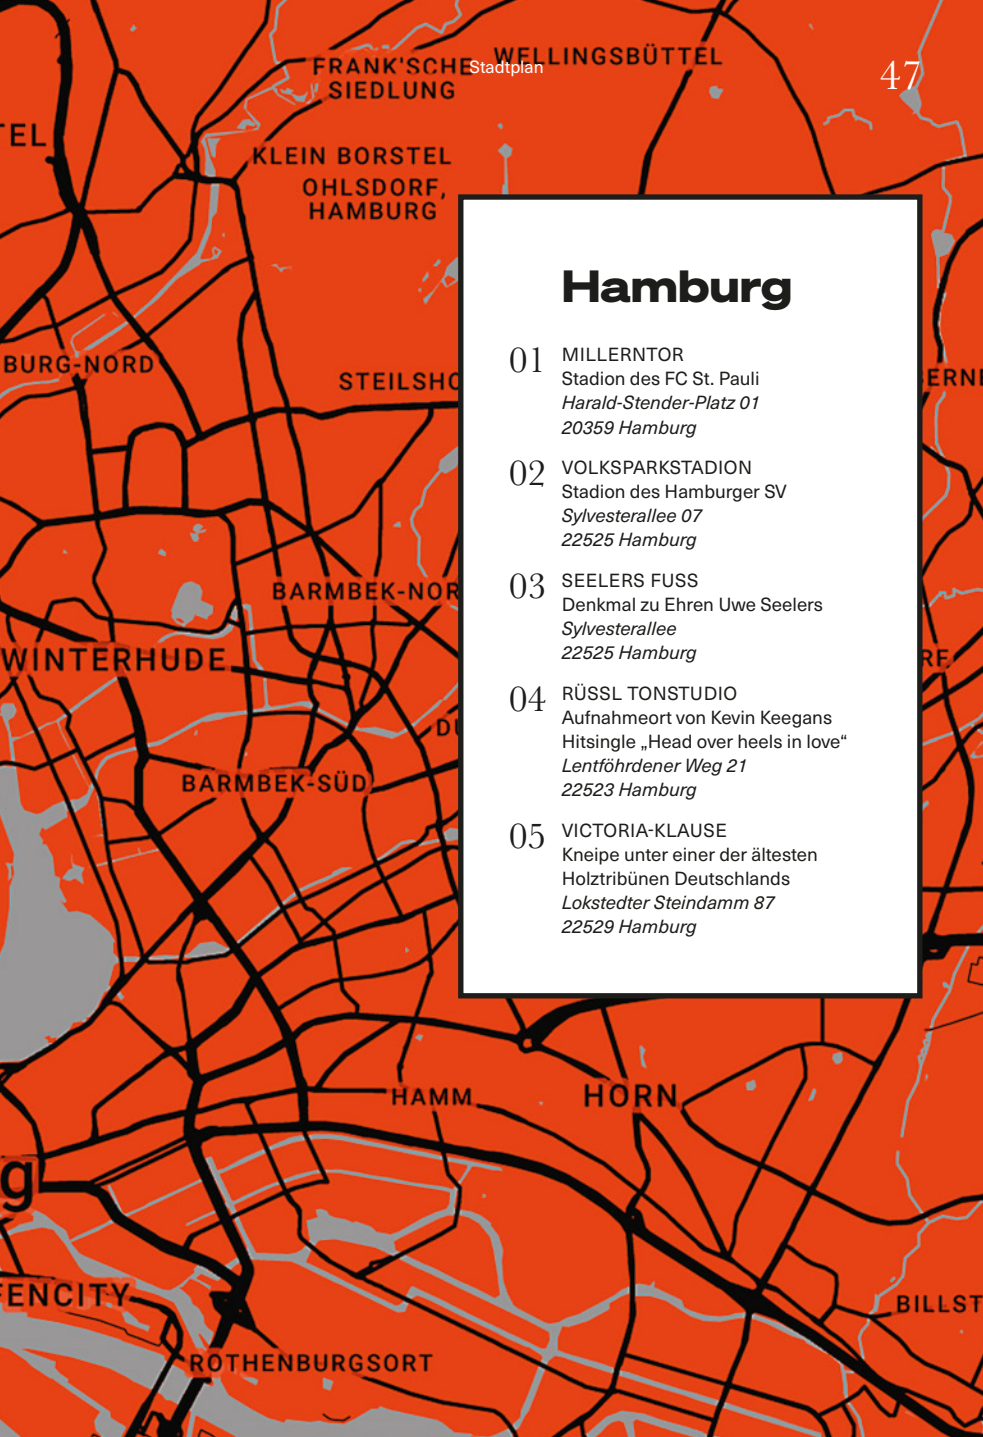 Stadtplan
47
FRANK'SCHE
SIEDLUNG
WELLINGSBÜTTEL
KLEIN BORSTEL
OHLSDORF,
HAMBURG
BURG-NORD
STEILSHO
BARMBEK-NOR
WINTERHUDE
BARMBEK-SÜD
Hamburg
01 MILLERNTOR
Stadion des FC St. Pauli
Harald-Stender-Platz 01
20359 Hamburg
02 VOLKSPARKSTADION
Stadion des Hamburger SV
Sylvesterallee 07
22525 Hamburg
03 SEELERS FUSS
Denkmal zu Ehren Uwe Seelers
Sylvesterallee
22525 Hamburg
04 RÜSSL TONSTUDIO
Aufnahmeort von Kevin Keegans
Hitsingle „Head over heels in love“
Lentföhrdener Weg 21
22523 Hamburg
05 VICTORIA-KLAUSE
Kneipe unter einer der ältesten
Holztribünen Deutschlands
Lokstedter Steindamm 87
22529 Hamburg
HAMM
HORN
g
FENCITY
BILLST
ROTHENBURGSORT